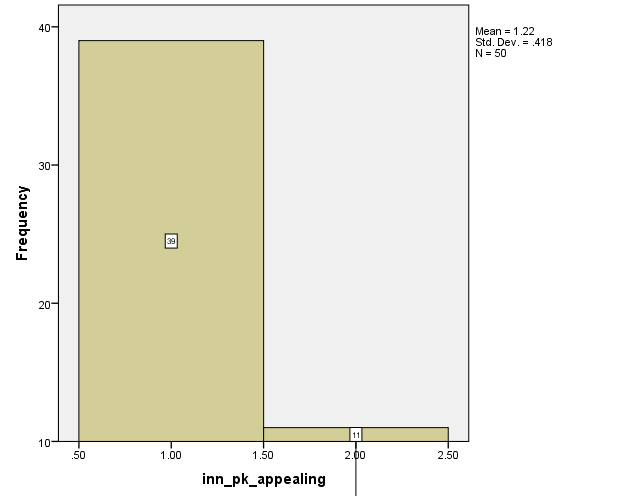 40
Mean = 1.22
Std. Dev. = .418
N = 50
30
Frequency
39
20
11
10
.50
1.00
1.50
2.00
2.50
inn_pk_appealing